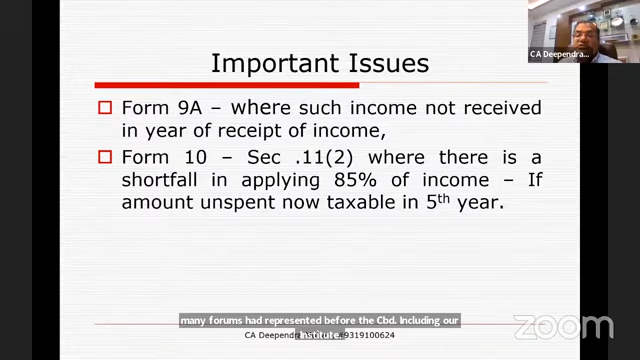 CA Deependra...
Important Issues
Form 9A – where such income not received
in year of receipt of income,
Form 10 – Sec .11(2) where there is a
shortfall in applying 85% of income – If
amount unspent now taxable in 5th year.
many forums had represented before the Cbd. Including our
institute.
CA Deependra 9319100624
zoom